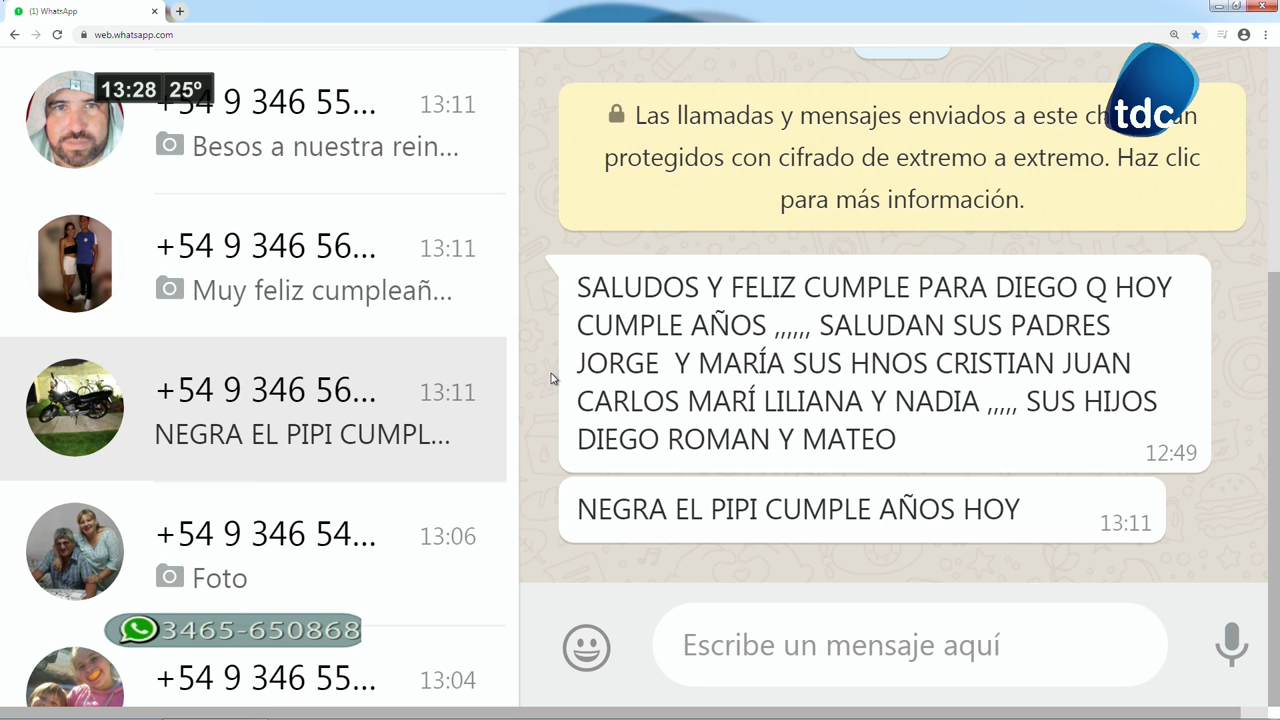 (1) WhatsApp
web.whatsapp.com
13:28 25º
+54 9 346 55... 13:11
Besos a nuestra rein...
+54 9 346 56... 13:11
Muy feliz cumpleañ...
+54 9 346 56... 13:11
NEGRA EL PIPI CUMPL...
+54 9 346 54... 13:06
Foto
3465-650868
+54 9 346 55... 13:04
tdc
Las llamadas y mensajes enviados a este
protegidos con cifrado de extremo a extremo. Haz clic
para más información.
SALUDOS Y FELIZ CUMPLE PARA DIEGO Q HOY
CUMPLE AÑOS ,,,,,, SALUDAN SUS PADRES
JORGE Y MARÍA SUS HNOS CRISTIAN JUAN
CARLOS MARÍ LILIANA Y NADIA ,,,,, SUS HIJOS
DIEGO ROMAN Y MATEO
12:49
NEGRA EL PIPI CUMPLE AÑOS HOY
13:11
Escribe un mensaje aquí